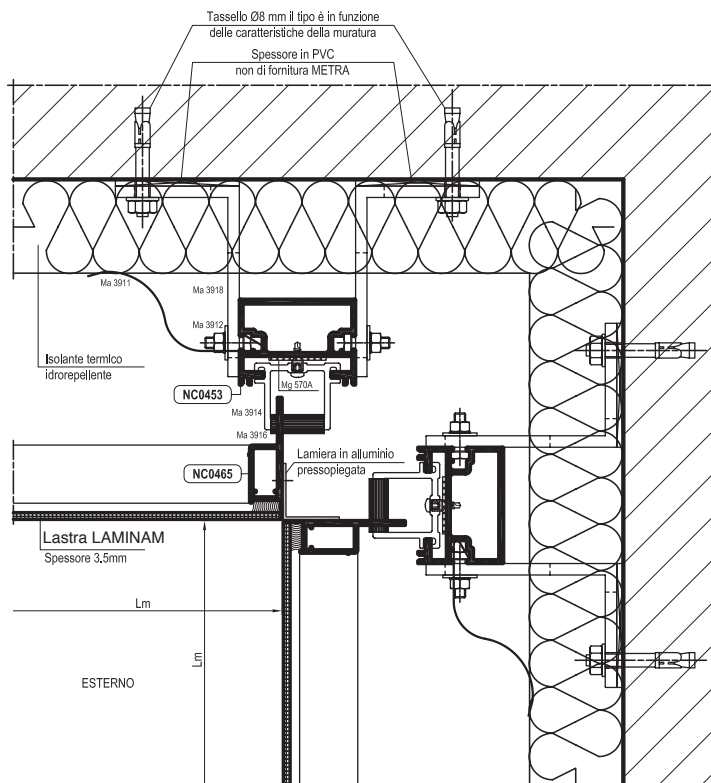 Tassello Ø8 mm il tipo è in funzione
delle caratteristiche della muratura
Spessore in PVC
non di fornitura METRA
Ma 3911
Ma 3918
Ma 3912
Isolante termico
idrorepellente
NC0453
Mg 570A
Ma 3914
Ma 3916
NC0465
Lamiera in alluminio
pressopiegata
Lastra LAMINAM
Spessore 3,5mm
Lm
Lm
ESTERNO